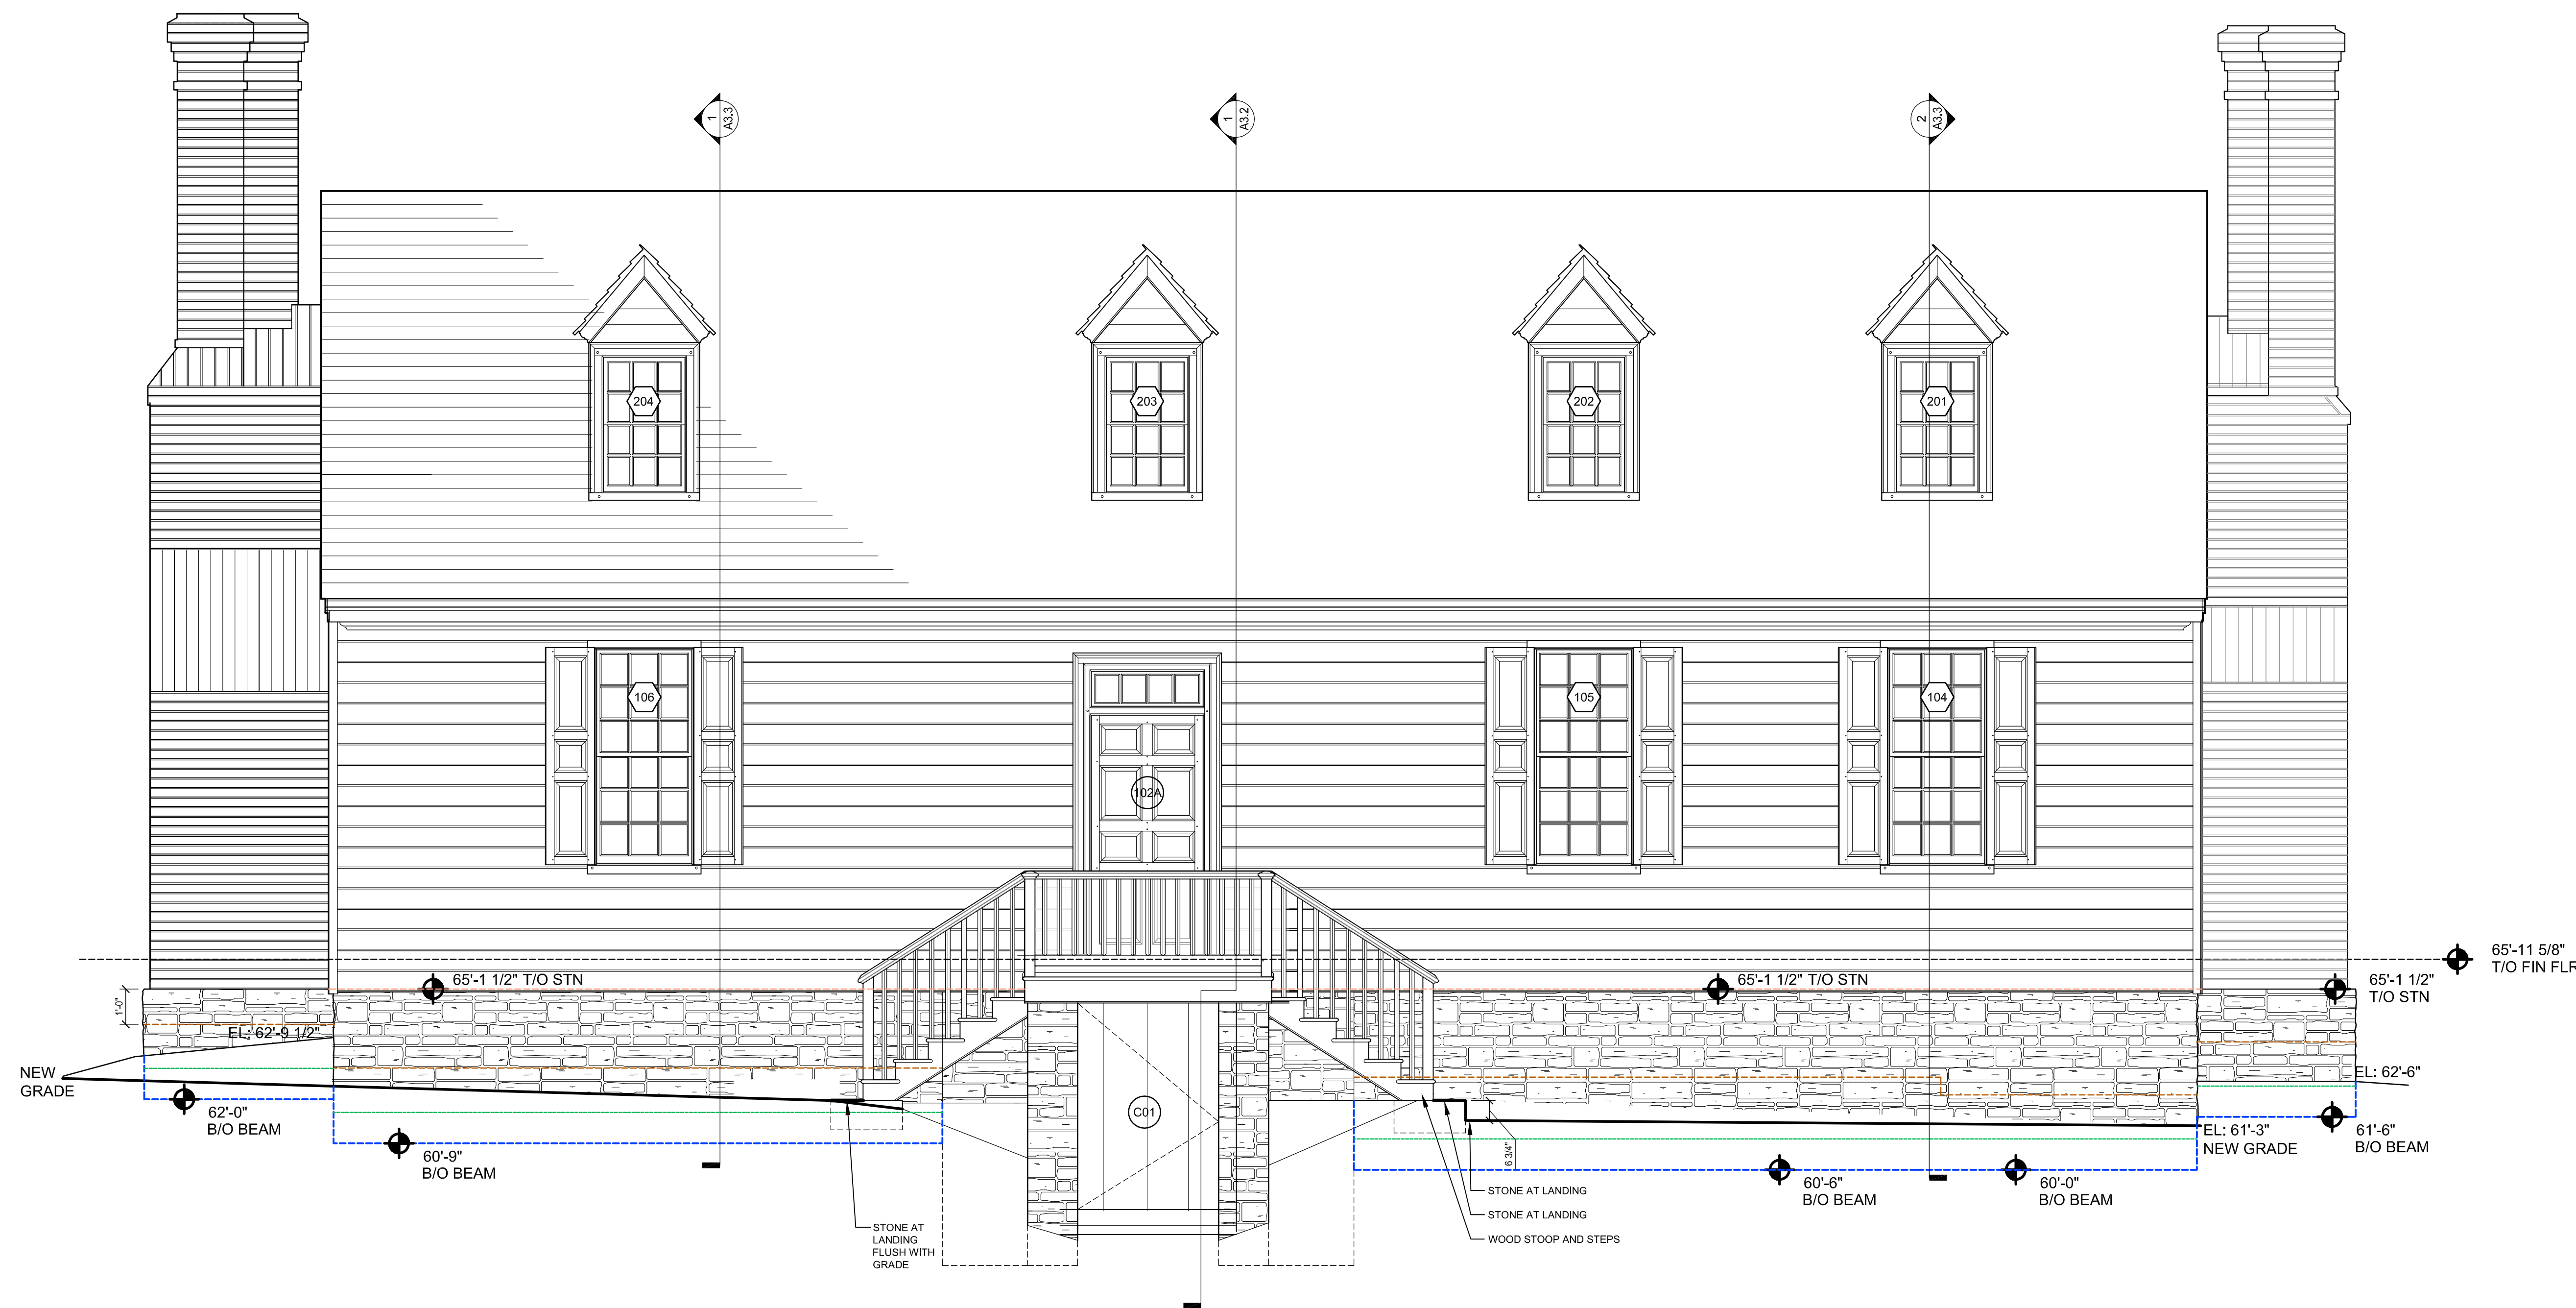 1
A3.3
1
A3.2
2
A3.3
204
203
202
201
106
105
104
102A
65'-11 5/8"
T/O FIN FLR
65'-1 1/2" T/O STN
65'-1 1/2" T/O STN
65'-1 1/2"
T/O STN
1'-0"
EL: 62'-9 1/2"
NEW
GRADE
EL: 62'-6"
62'-0"
B/O BEAM
C01
60'-9"
B/O BEAM
6 3/4"
EL: 61'-3"
NEW GRADE
61'-6"
B/O BEAM
60'-6"
B/O BEAM
60'-0"
B/O BEAM
STONE AT LANDING
STONE AT LANDING
WOOD STOOP AND STEPS
STONE AT
LANDING
FLUSH WITH
GRADE